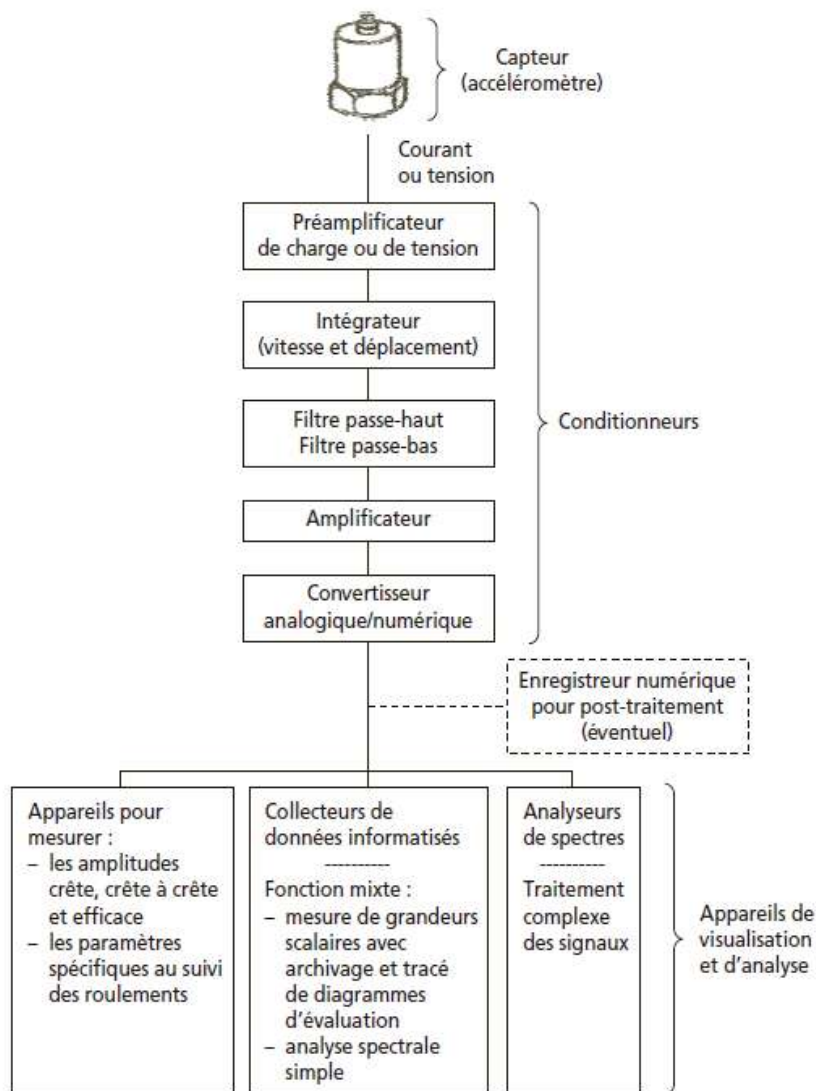 Capteur
(accéléromètre)
Courant
ou tension
Préamplificateur
de charge ou de tension
Intégrateur
(vitesse et déplacement)
Filtre passe-haut
Filtre passe-bas
Amplificateur
Convertisseur
analogique/numérique
Conditionneurs
Enregistreur numérique
pour post-traitement
(éventuel)
Appareils pour
mesurer :
– les amplitudes
crête, crête à crête
et efficace
– les paramètres
spécifiques au suivi
des roulements
Collecteurs de
données informatisés
----------
Fonction mixte :
– mesure de grandeurs
scalaires avec
archivage et tracé
de diagrammes
d’évaluation
– analyse spectrale
simple
Analyseurs
de spectres
----------
Traitement
complexe
des signaux
Appareils de
visualisation
et d’analyse